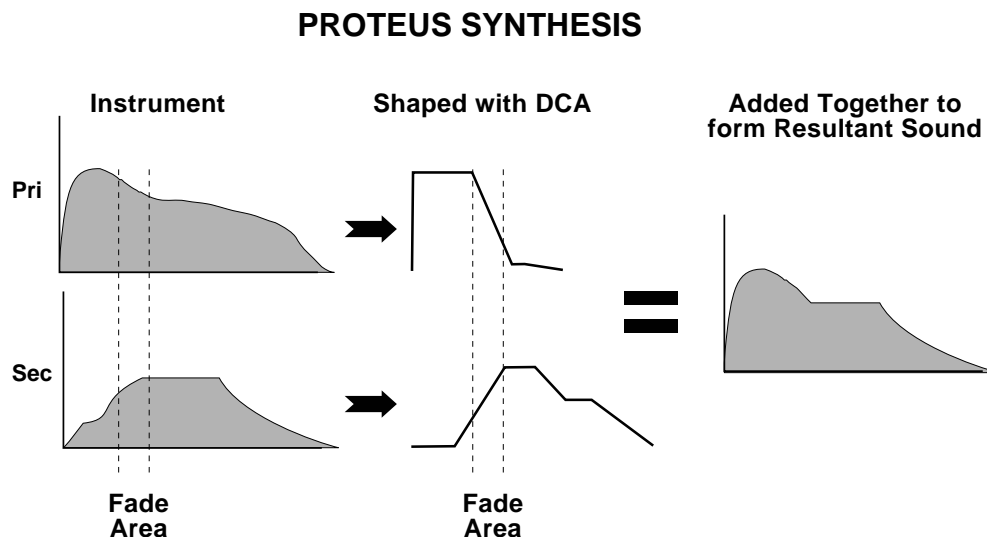 PROTEUS SYNTHESIS
Instrument
Shaped with DCA
Added Together to
form Resultant Sound
Pri
Sec
Fade
Area
Fade
Area